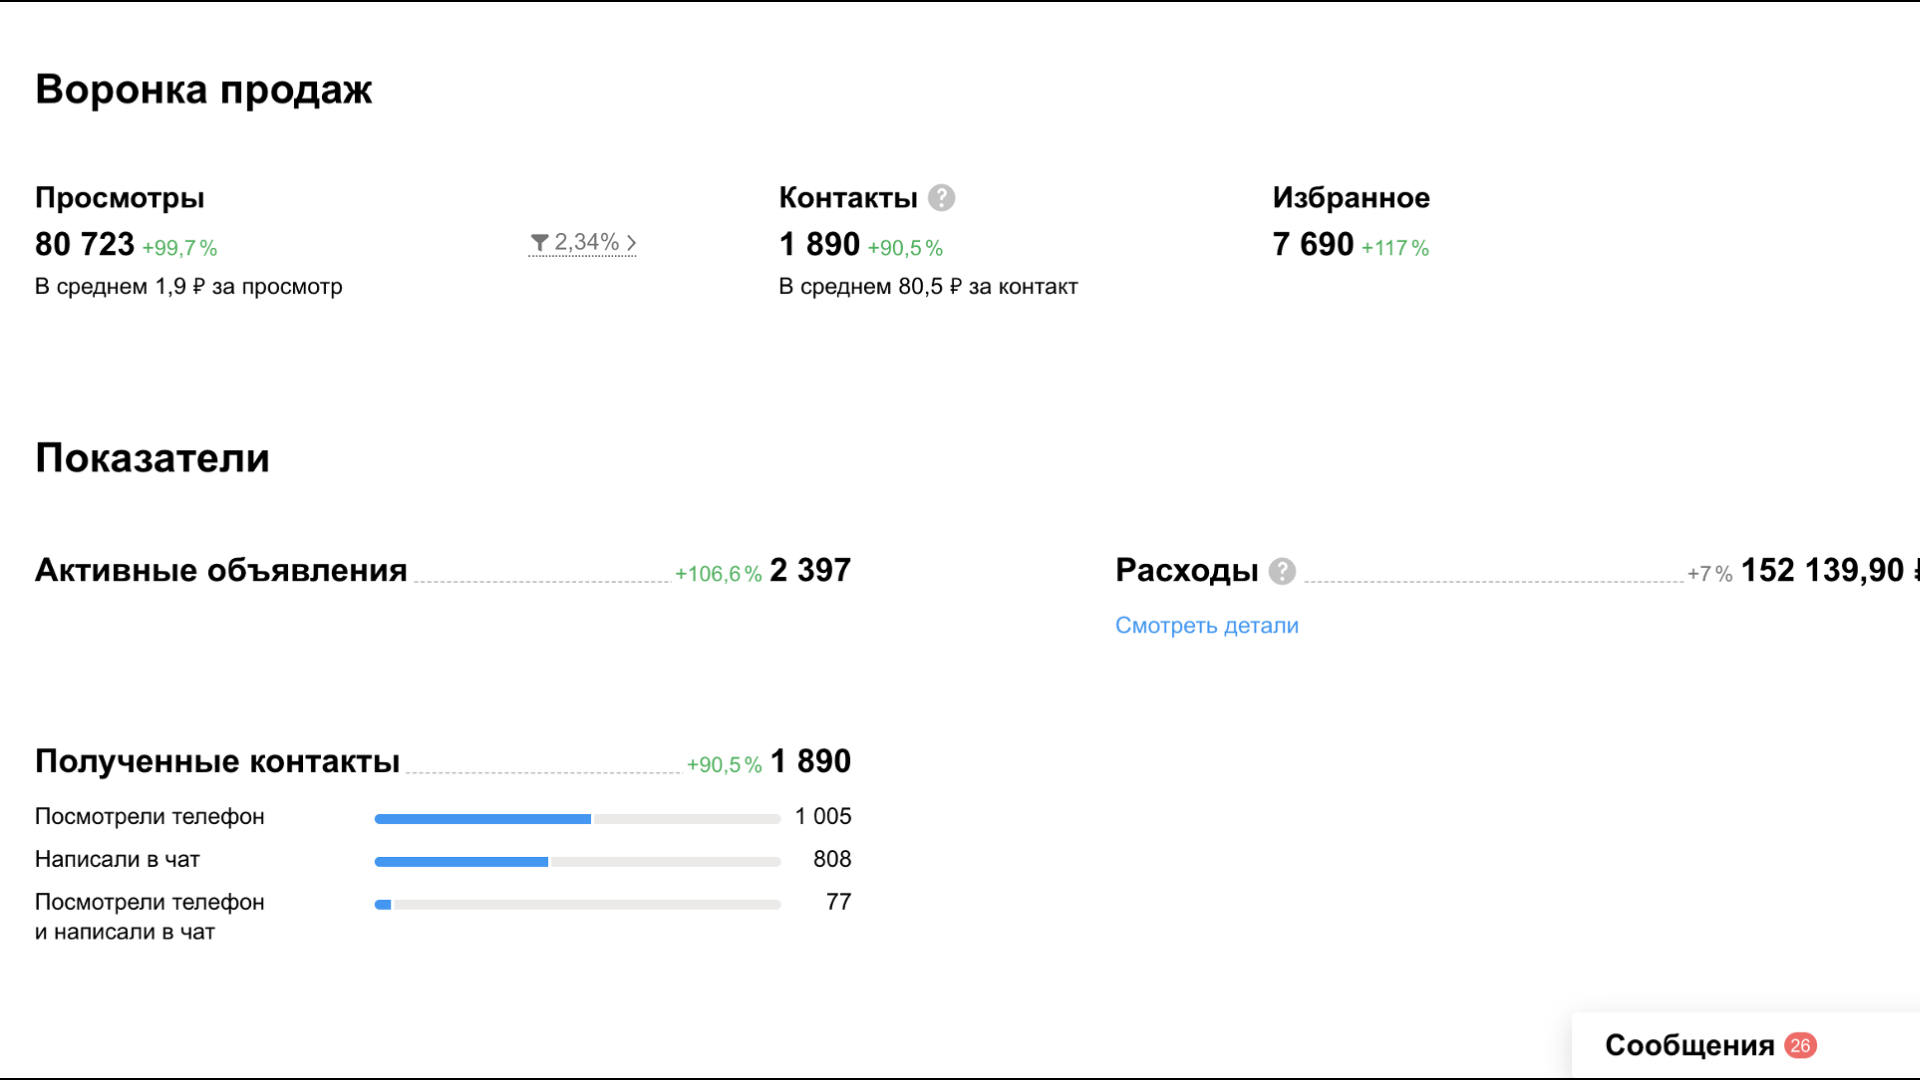 Воронка продаж
Просмотры
80 723 +99,7 %
2,34%
В среднем 1,9 ₽ за просмотр
Контакты ?
1 890 +90,5 %
В среднем 80,5 ₽ за контакт
Избранное
7 690 +117 %
Показатели
Активные объявления +106,6 % 2 397
Расходы ? +7 % 152 139,90 ₽
Смотреть детали
Полученные контакты +90,5 % 1 890
Посмотрели телефон 1 005
Написали в чат 808
Посмотрели телефон 77
и написали в чат
Сообщения 26